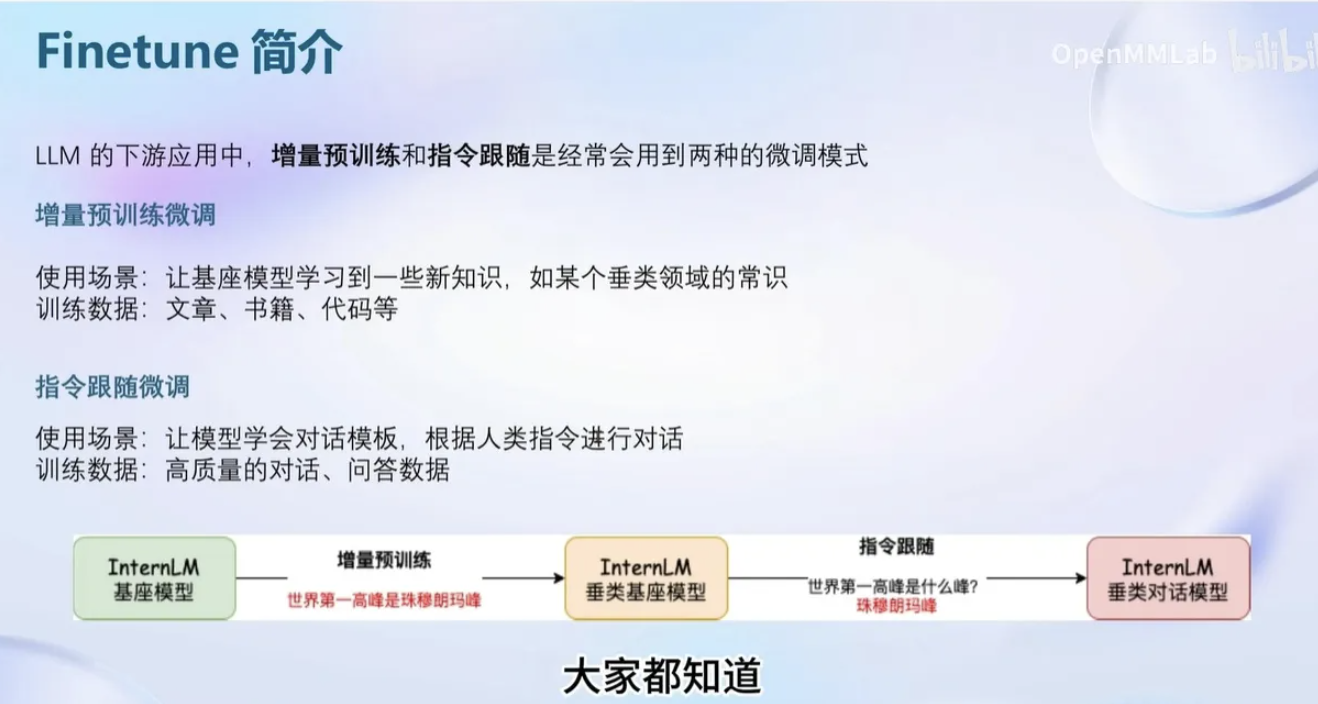 Finetune 简介
OpenMMLab bilibili
LLM 的下游应用中，增量预训练和指令跟随是经常会用到两种的微调模式
增量预训练微调
使用场景：让基座模型学习到一些新知识，如某个垂类领域的常识
训练数据：文章、书籍、代码等
指令跟随微调
使用场景：让模型学会对话模板，根据人类指令进行对话
训练数据：高质量的对话、问答数据
InternLM
基座模型
增量预训练
世界第一高峰是珠穆朗玛峰
InternLM
垂类基座模型
指令跟随
世界第一高峰是什么峰？
珠穆朗玛峰
InternLM
垂类对话模型
大家都知道